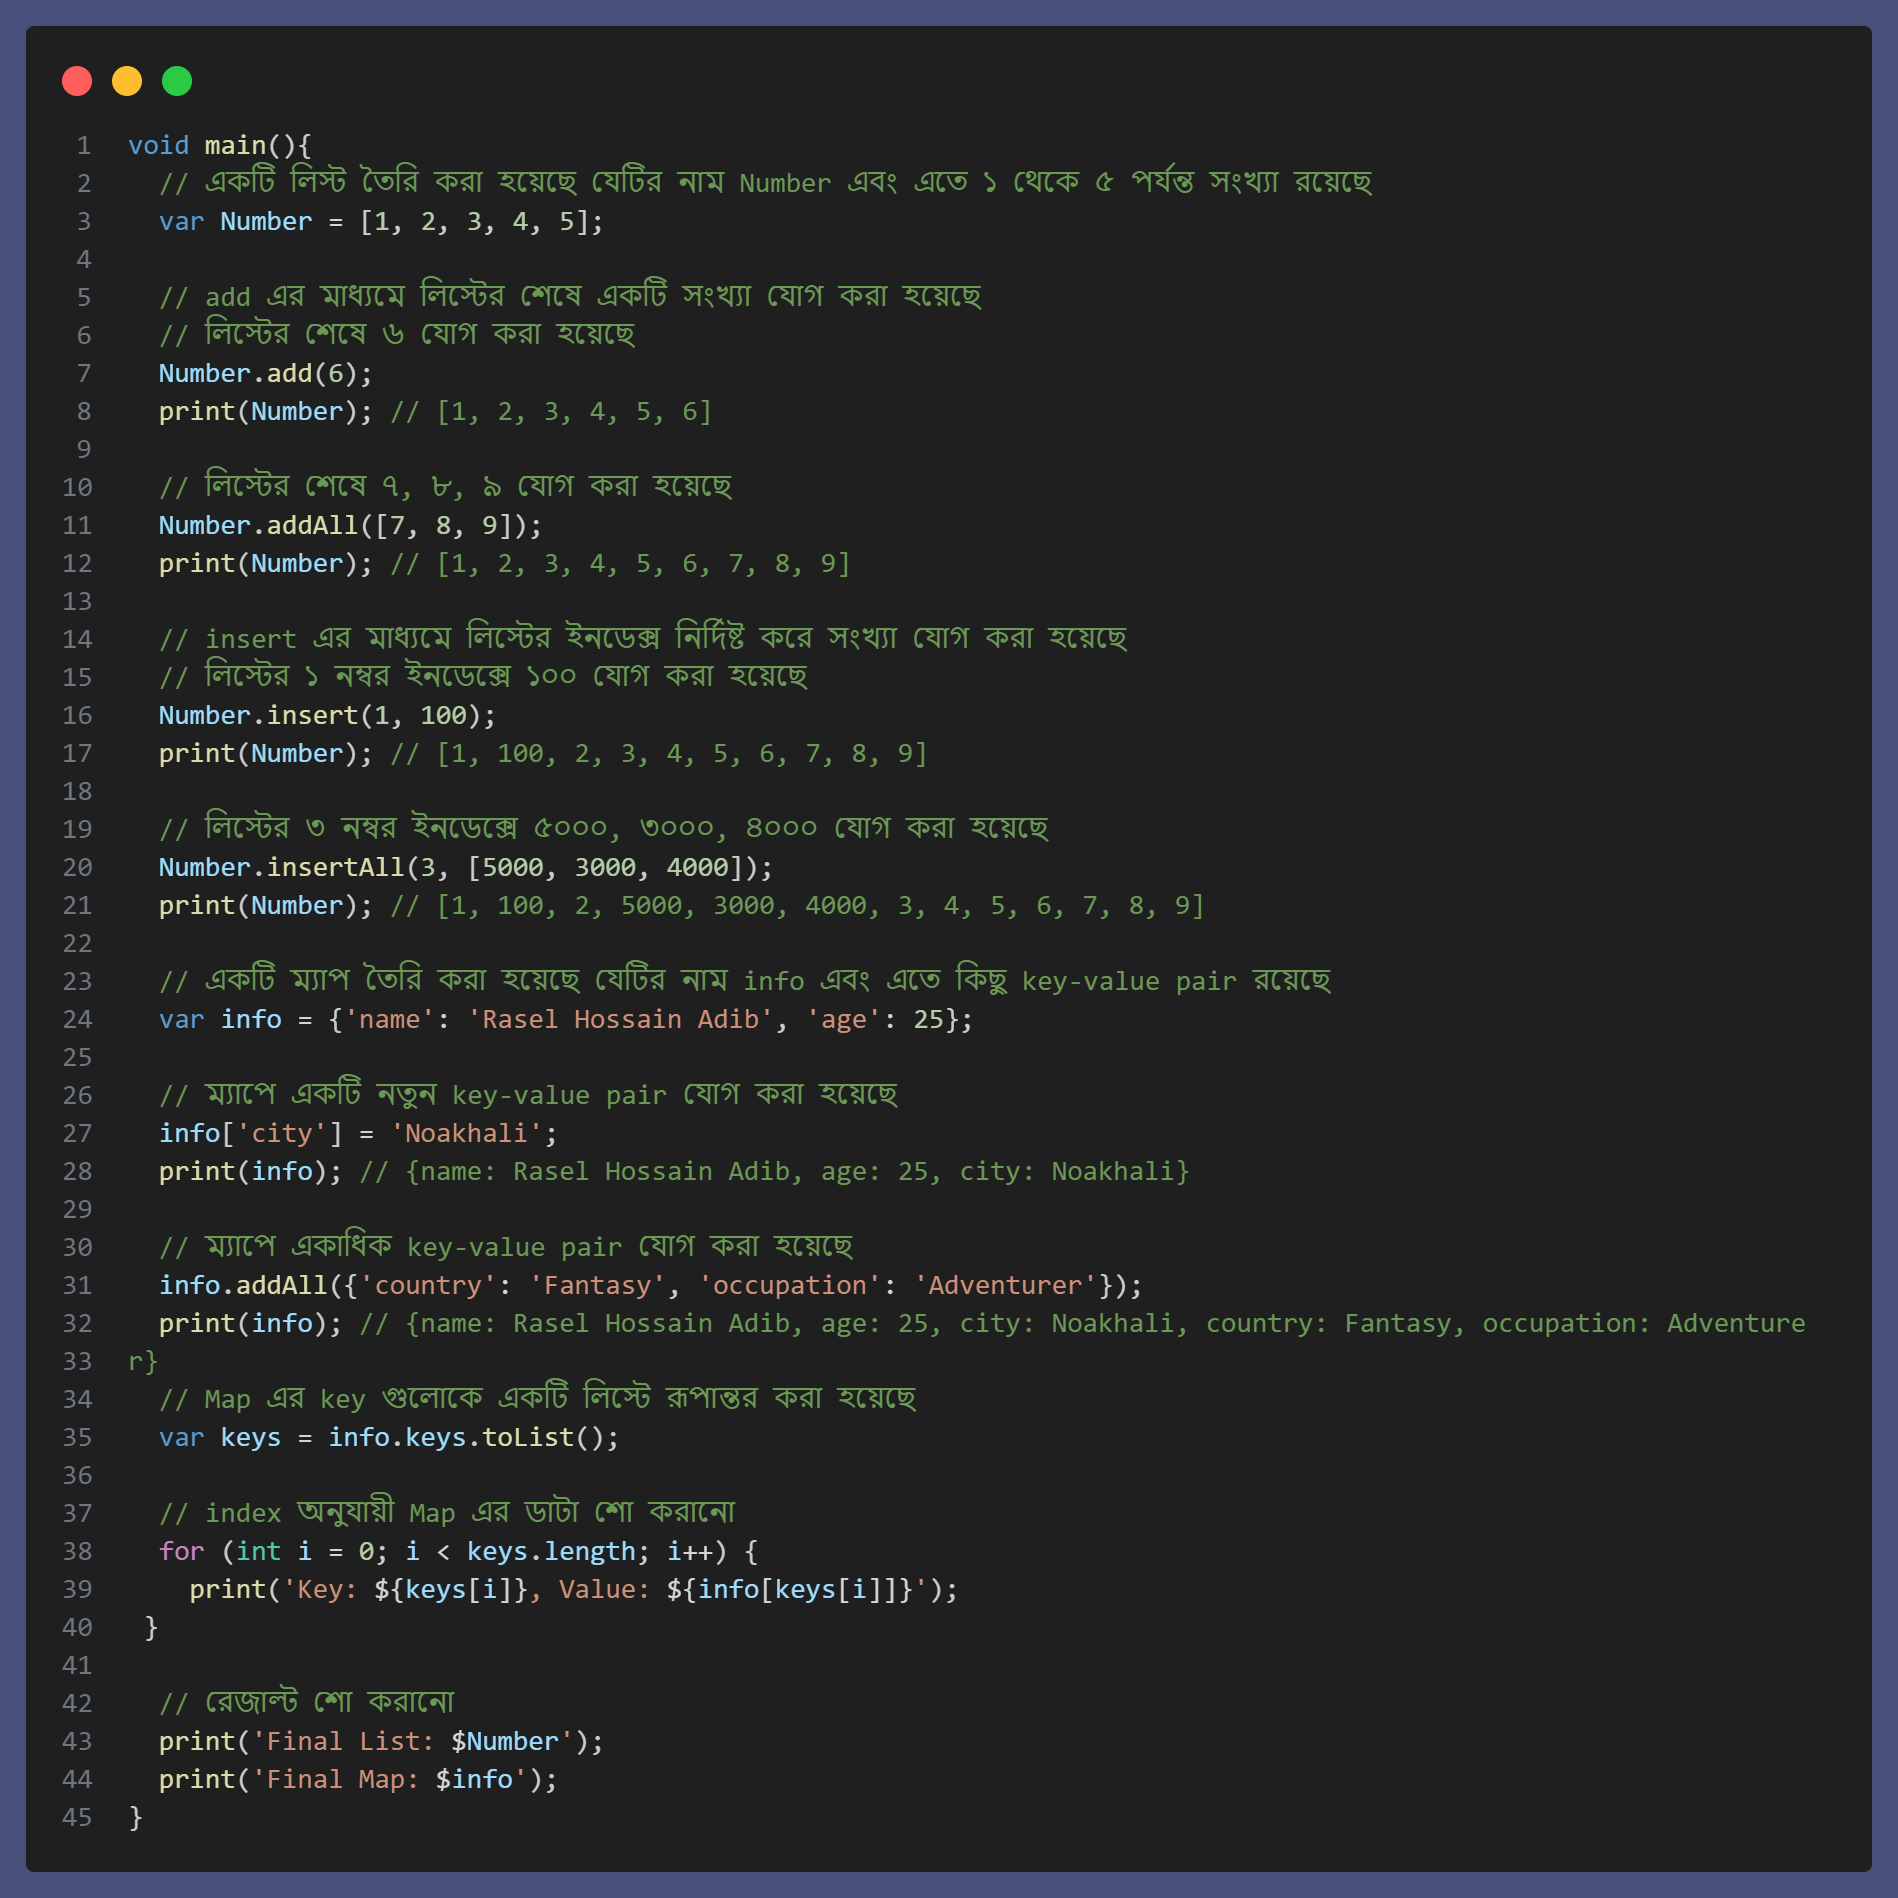 1 void main(){
2 // একটি লিস্ট তৈরি করা হয়েছে যেটির নাম Number এবং এতে ১ থেকে ৫ পর্যন্ত সংখ্যা রয়েছে
3 var Number = [1, 2, 3, 4, 5];
4
5 // add এর মাধ্যমে লিস্টের শেষে একটি সংখ্যা যোগ করা হয়েছে
6 // লিস্টের শেষে ৬ যোগ করা হয়েছে
7 Number.add(6);
8 print(Number); // [1, 2, 3, 4, 5, 6]
9
10 // লিস্টের শেষে ৭, ৮, ৯ যোগ করা হয়েছে
11 Number.addAll([7, 8, 9]);
12 print(Number); // [1, 2, 3, 4, 5, 6, 7, 8, 9]
13
14 // insert এর মাধ্যমে লিস্টের ইনডেক্স নির্দিষ্ট করে সংখ্যা যোগ করা হয়েছে
15 // লিস্টের ১ নম্বর ইনডেক্সে ১০০ যোগ করা হয়েছে
16 Number.insert(1, 100);
17 print(Number); // [1, 100, 2, 3, 4, 5, 6, 7, 8, 9]
18
19 // লিস্টের ৩ নম্বর ইনডেক্সে ৫০০০, ৩০০০, ৪০০০ যোগ করা হয়েছে
20 Number.insertAll(3, [5000, 3000, 4000]);
21 print(Number); // [1, 100, 2, 5000, 3000, 4000, 3, 4, 5, 6, 7, 8, 9]
22
23 // একটি ম্যাপ তৈরি করা হয়েছে যেটির নাম info এবং এতে কিছু key-value pair রয়েছে
24 var info = {'name': 'Rasel Hossain Adib', 'age': 25};
25
26 // ম্যাপে একটি নতুন key-value pair যোগ করা হয়েছে
27 info['city'] = 'Noakhali';
28 print(info); // {name: Rasel Hossain Adib, age: 25, city: Noakhali}
29
30 // ম্যাপে একাধিক key-value pair যোগ করা হয়েছে
31 info.addAll({'country': 'Fantasy', 'occupation': 'Adventurer'});
32 print(info); // {name: Rasel Hossain Adib, age: 25, city: Noakhali, country: Fantasy, occupation: Adventure
33 r}
34 // Map এর key গুলোকে একটি লিস্টে রূপান্তর করা হয়েছে
35 var keys = info.keys.toList();
36
37 // index অনুযায়ী Map এর ডাটা শো করানো
38 for (int i = 0; i < keys.length; i++) {
39 print('Key: ${keys[i]}, Value: ${info[keys[i]]}');
40 }
41
42 // রেজাল্ট শো করানো
43 print('Final List: $Number');
44 print('Final Map: $info');
45 }